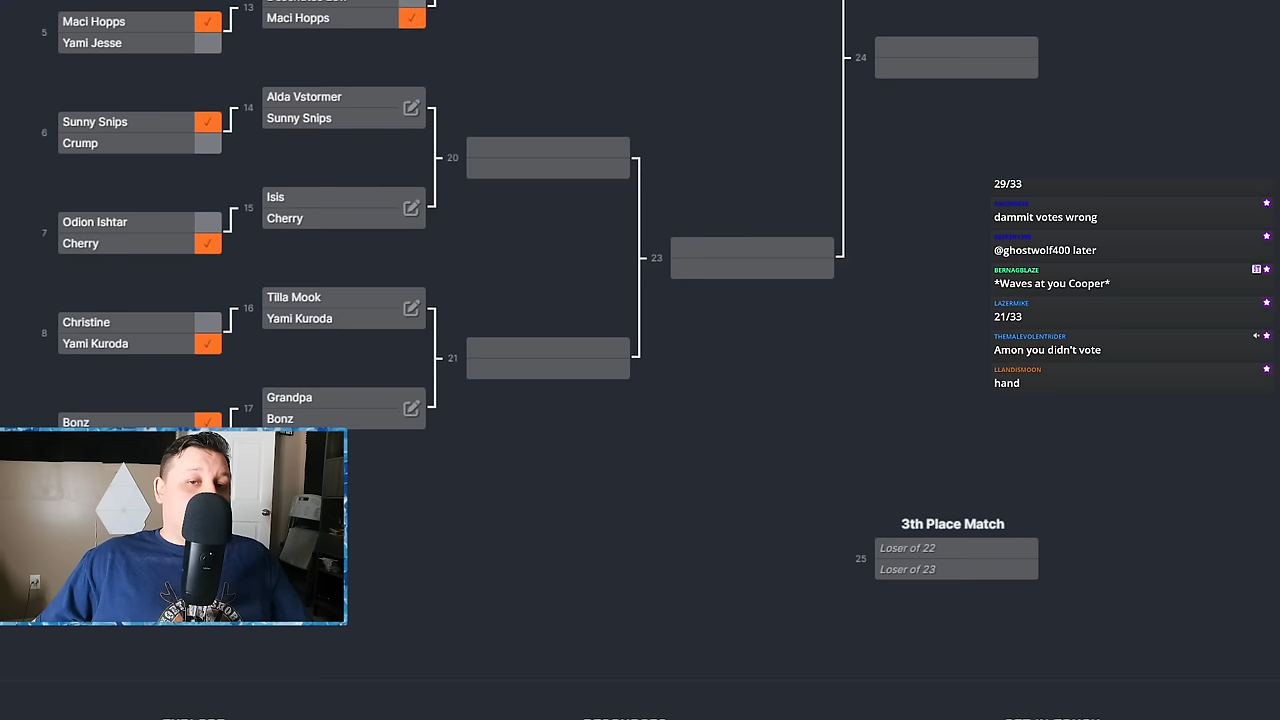 5
Maci Hopps
Yami Jesse
13
Maci Hopps
6
Sunny Snips
Crump
14
Alda Vstormer
Sunny Snips
7
Odion Ishtar
Cherry
15
Isis
Cherry
8
Christine
Yami Kuroda
16
Tilla Mook
Yami Kuroda
Bonz
17
Grandpa
Bonz
20
21
23
24
3th Place Match
25
Loser of 22
Loser of 23
29/33
dammit votes wrong
@ghostwolf400 later
BERNAGBLAZE
*Waves at you Cooper*
LAZERMIKE
21/33
THEMALEVOLENTRIDER
Amon you didn't vote
LLANDISMOON
hand